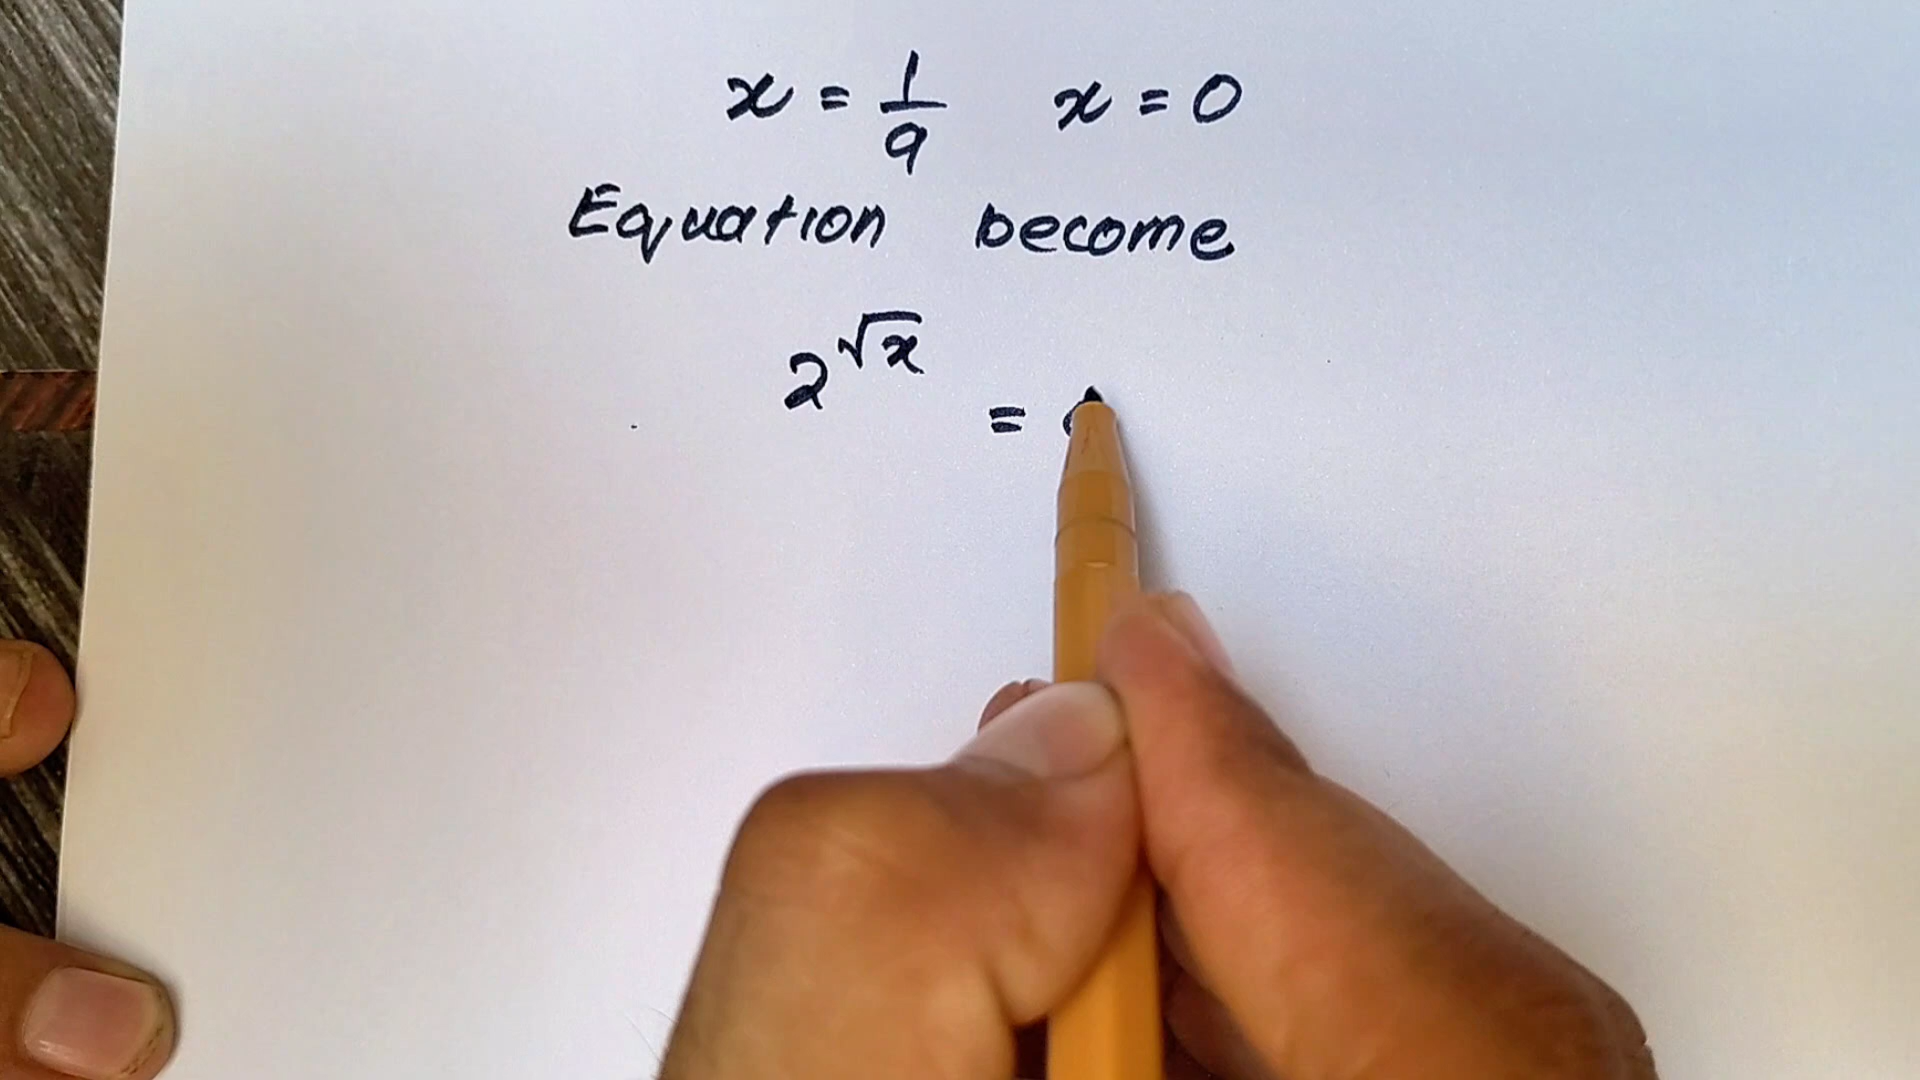 x = 1/9 x = 0
Equation become
2^√x =